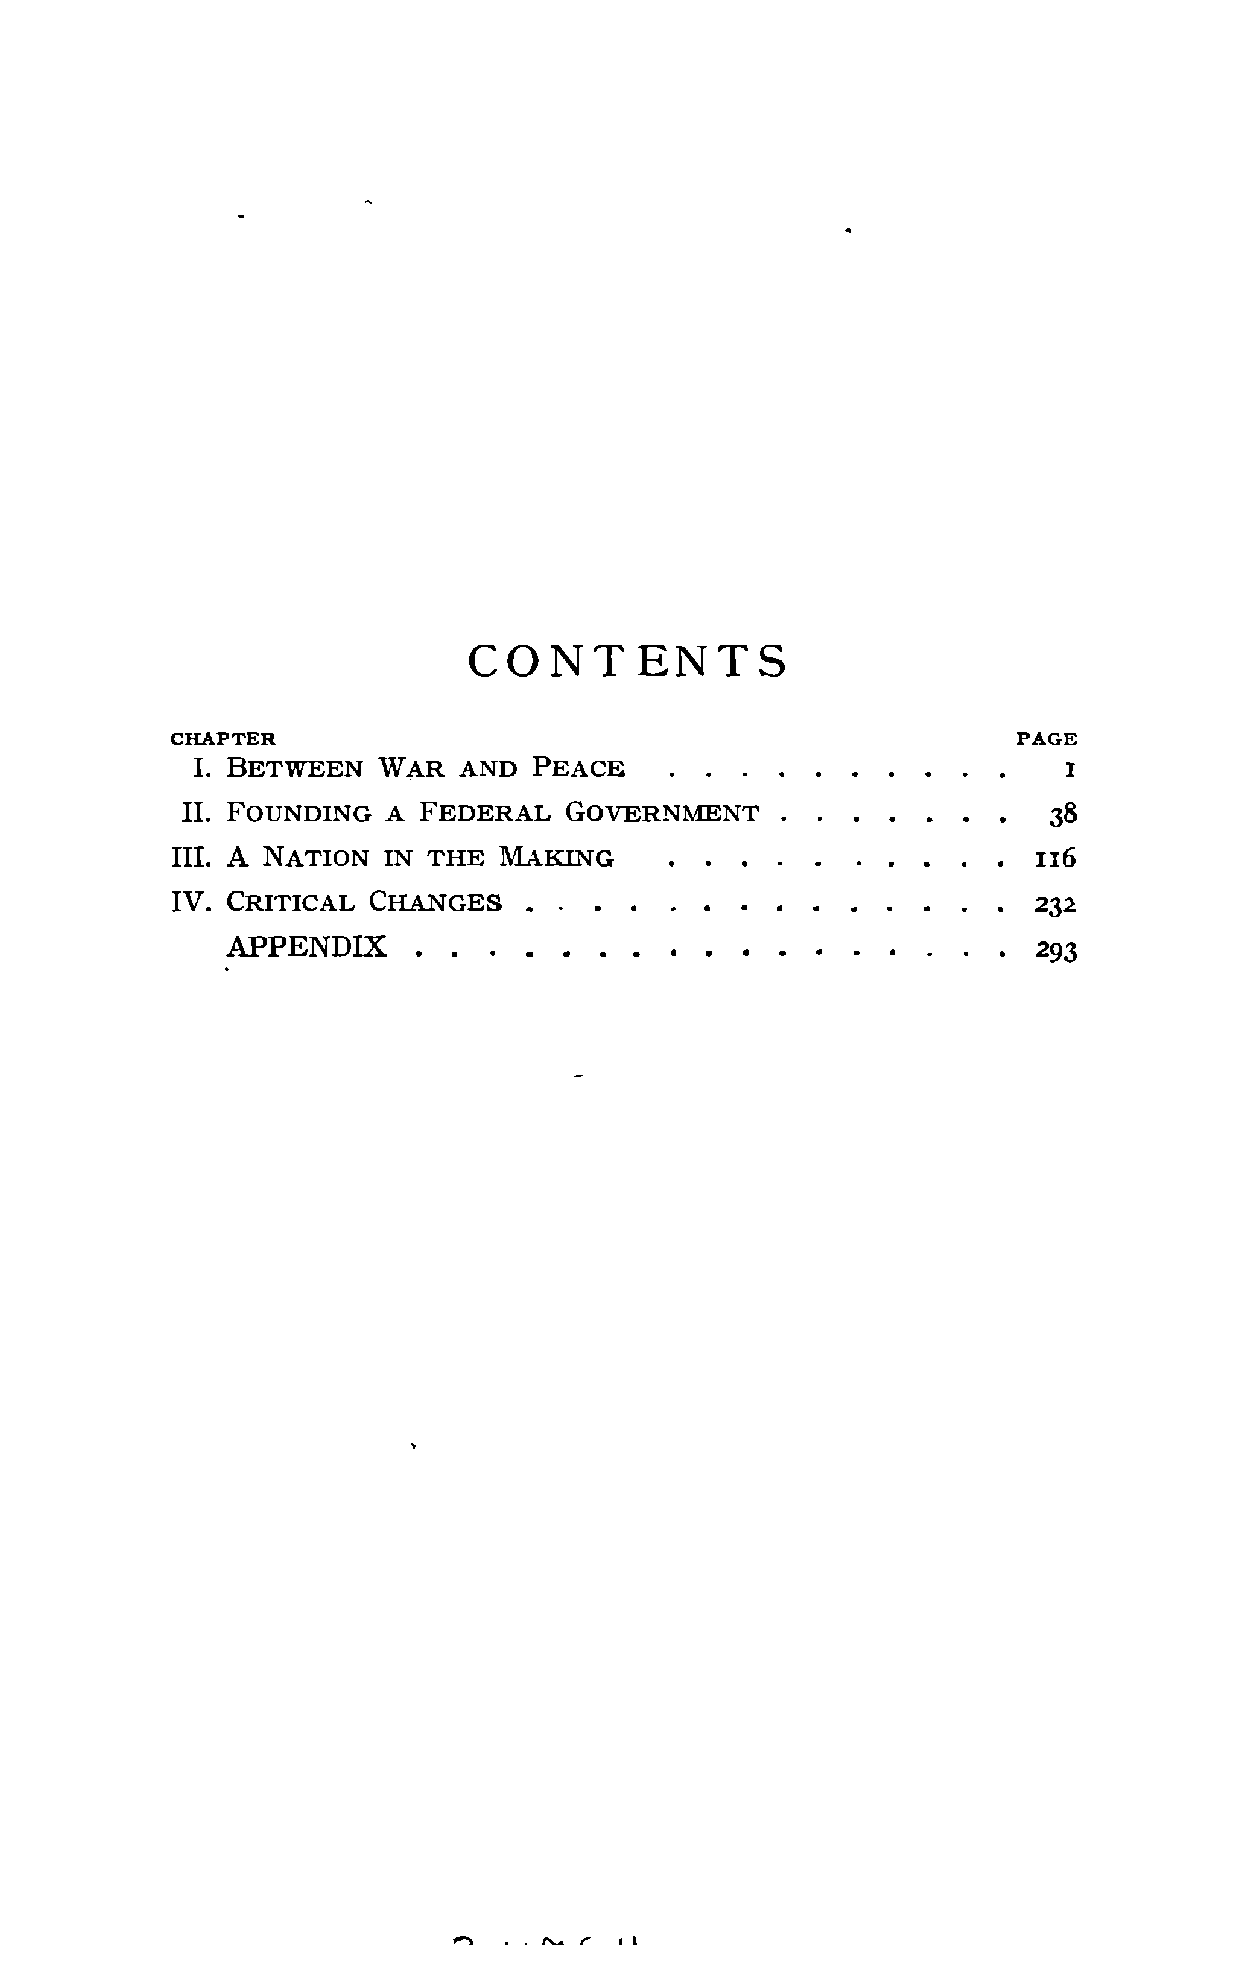 CONTENTS
CHAPTER PAGE
I. BETWEEN WAR AND PEACE . . . . . . . . . . 1
II. FOUNDING A FEDERAL GOVERNMENT . . . . . . . 38
III. A NATION IN THE MAKING . . . . . . . . . . 116
IV. CRITICAL CHANGES . . . . . . . . . . . . . . 232
APPENDIX . . . . . . . . . . . . . . . . . 293